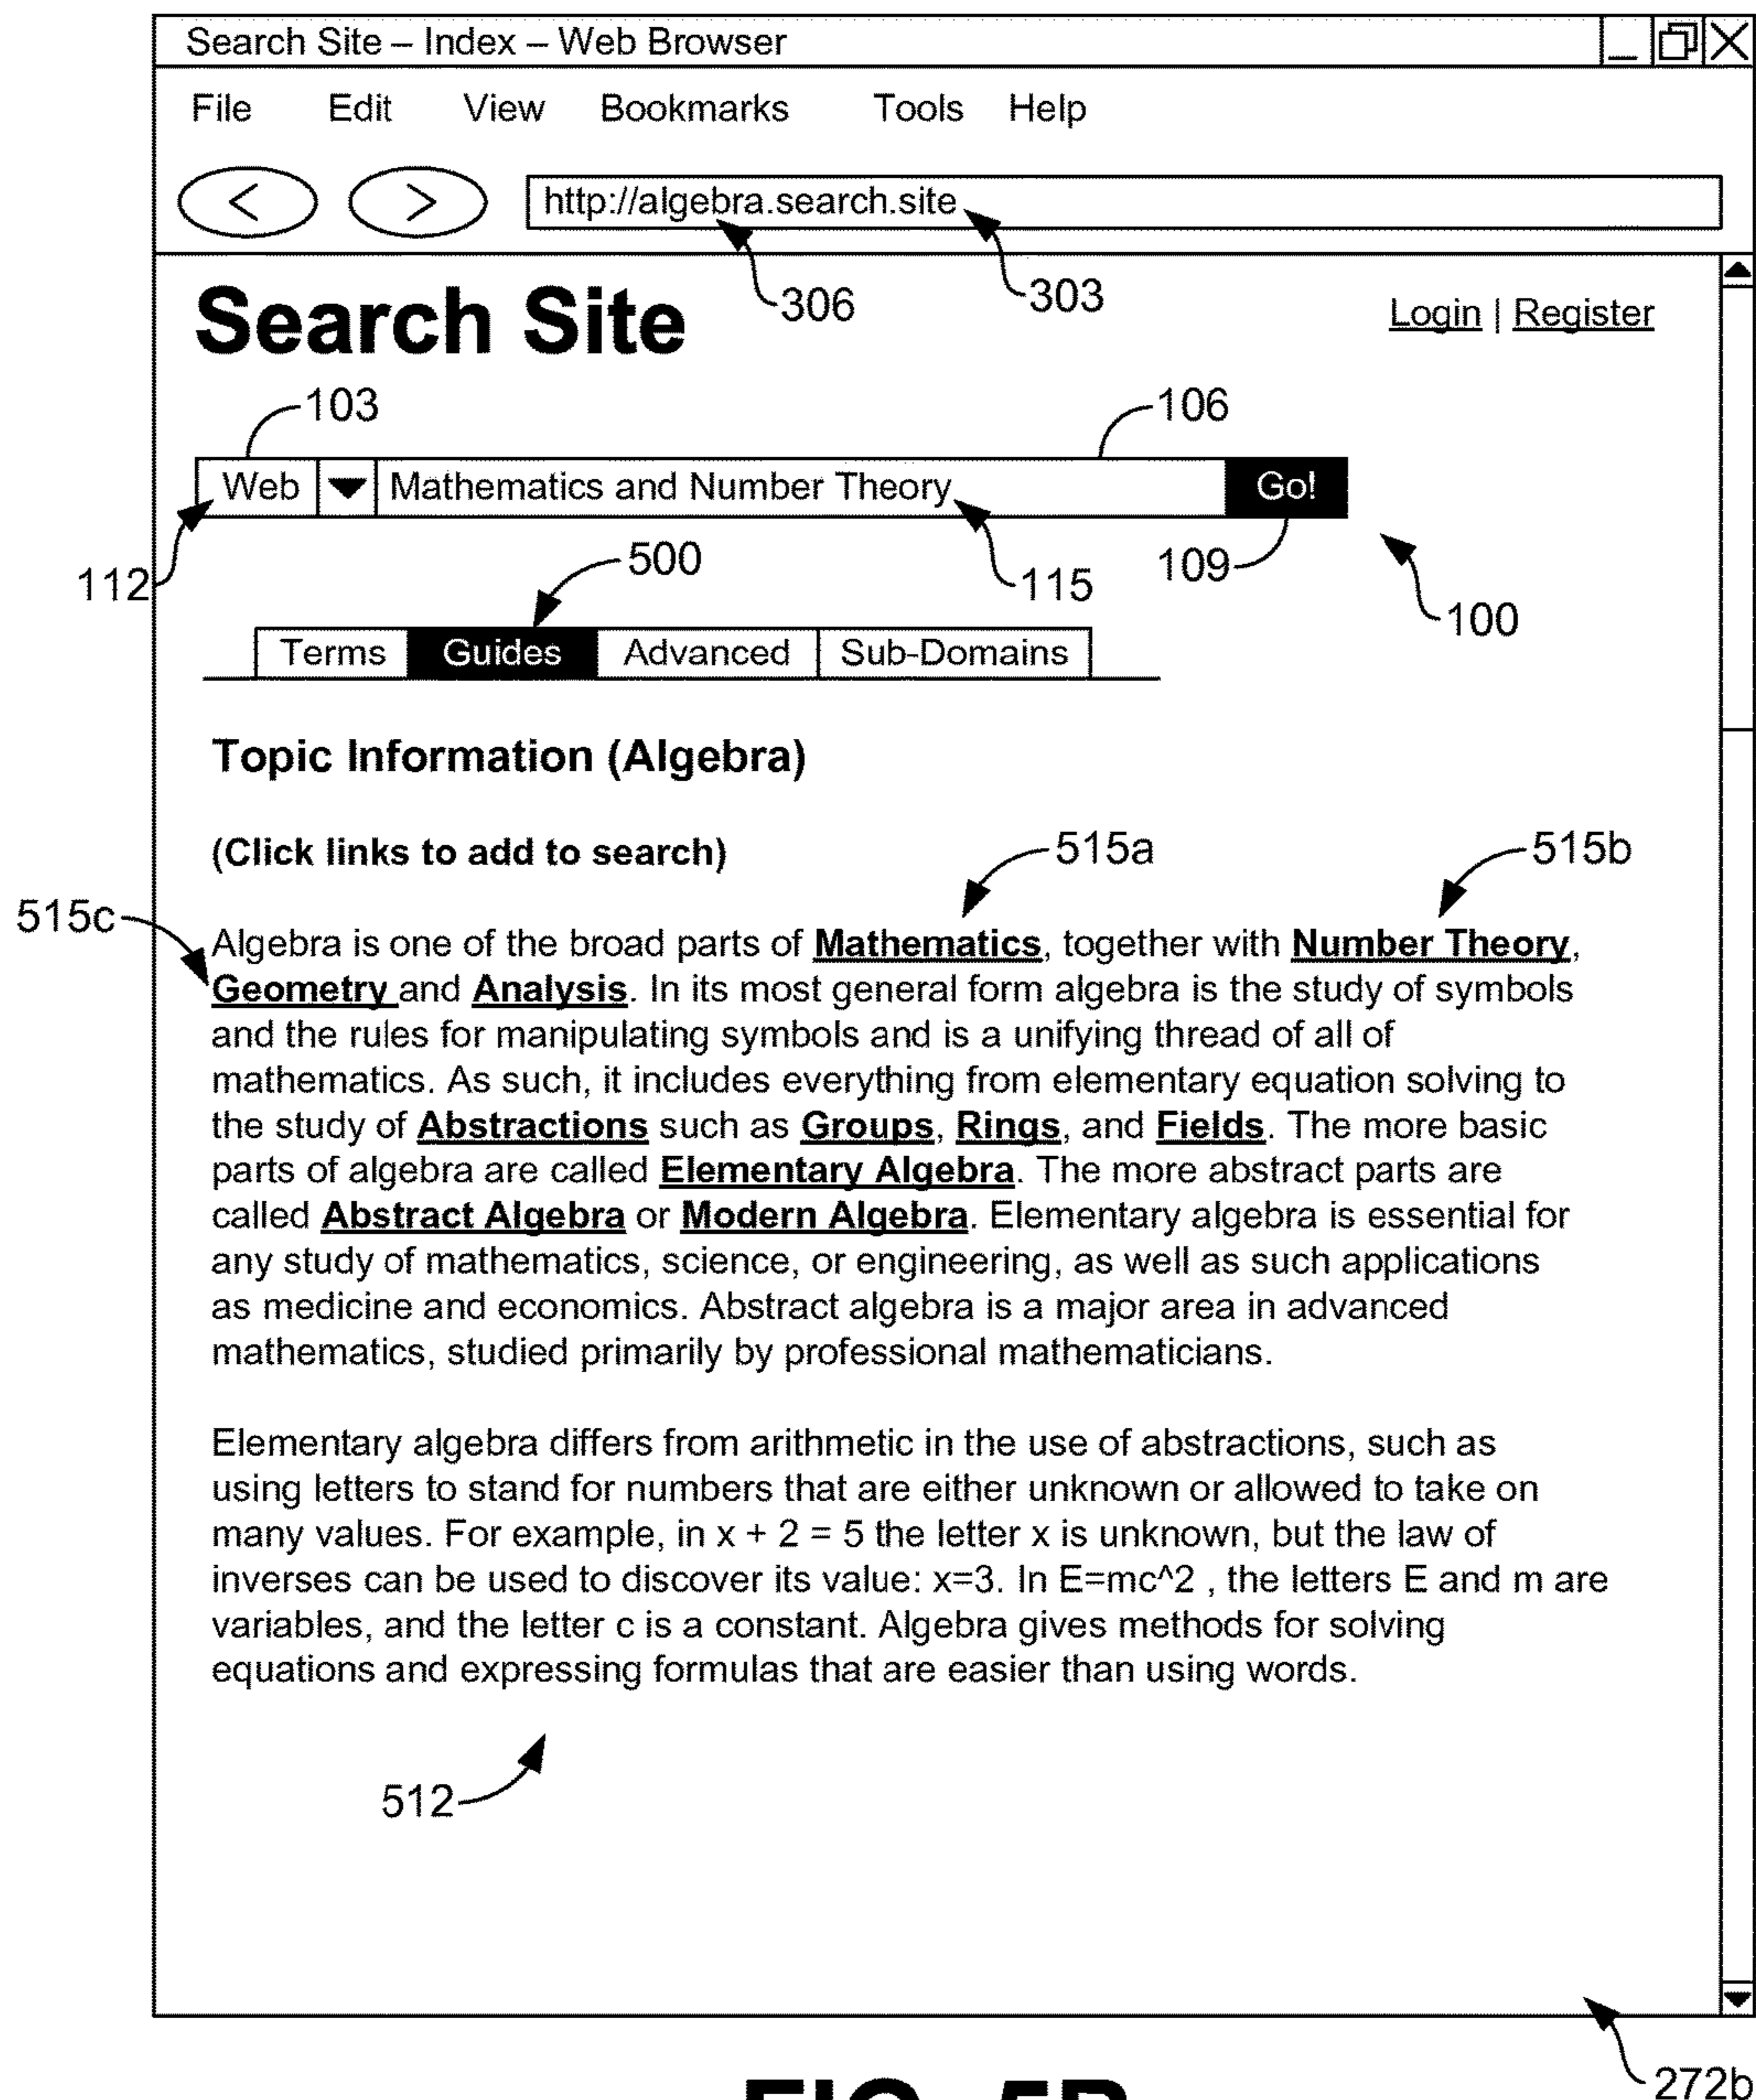 Search Site – Index – Web Browser
File Edit View Bookmarks Tools Help
< > http://algebra.search.site
306
303
Search Site
Login | Register
103
106
Web Mathematics and Number Theory Go!
112
500
115
109
100
Terms Guides Advanced Sub-Domains
Topic Information (Algebra)
(Click links to add to search)
515a
515b
515c
Algebra is one of the broad parts of Mathematics, together with Number Theory,
Geometry and Analysis. In its most general form algebra is the study of symbols
and the rules for manipulating symbols and is a unifying thread of all of
mathematics. As such, it includes everything from elementary equation solving to
the study of Abstractions such as Groups, Rings, and Fields. The more basic
parts of algebra are called Elementary Algebra. The more abstract parts are
called Abstract Algebra or Modern Algebra. Elementary algebra is essential for
any study of mathematics, science, or engineering, as well as such applications
as medicine and economics. Abstract algebra is a major area in advanced
mathematics, studied primarily by professional mathematicians.
Elementary algebra differs from arithmetic in the use of abstractions, such as
using letters to stand for numbers that are either unknown or allowed to take on
many values. For example, in x + 2 = 5 the letter x is unknown, but the law of
inverses can be used to discover its value: x=3. In E=mc^2 , the letters E and m are
variables, and the letter c is a constant. Algebra gives methods for solving
equations and expressing formulas that are easier than using words.
512
272b
FIG. 5B